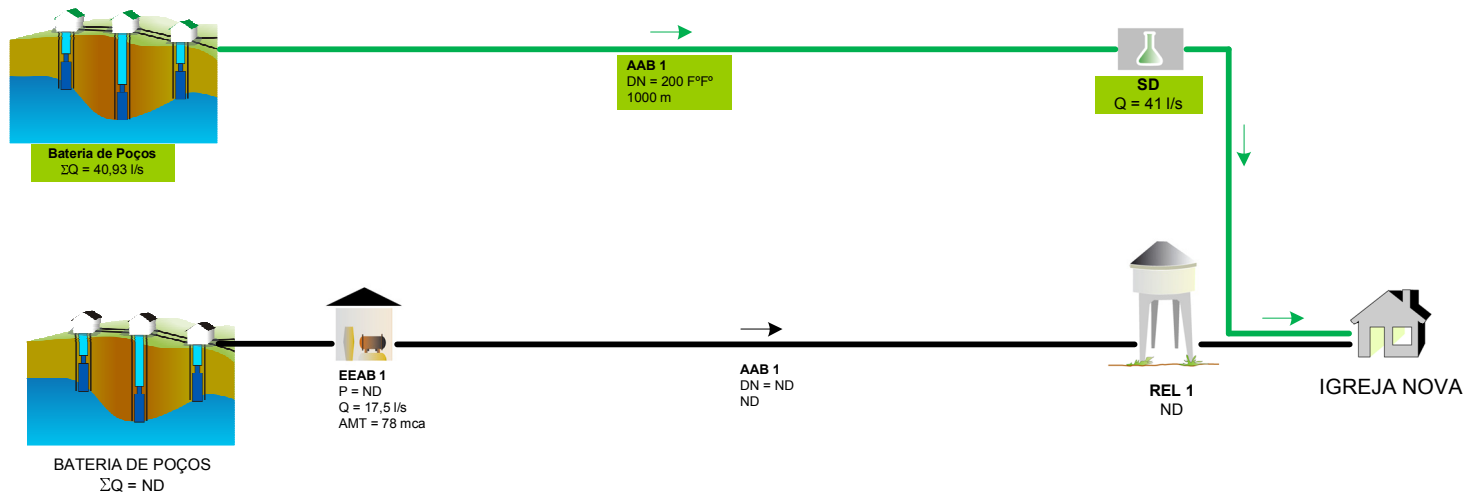 AAB 1
DN = 200 FºFº
1000 m
SD
Q = 41 l/s
Bateria de Poços
ΣQ = 40,93 l/s
EEAB 1
P = ND
Q = 17,5 l/s
AMT = 78 mca
AAB 1
DN = ND
ND
REL 1
ND
IGREJA NOVA
BATERIA DE POÇOS
ΣQ = ND